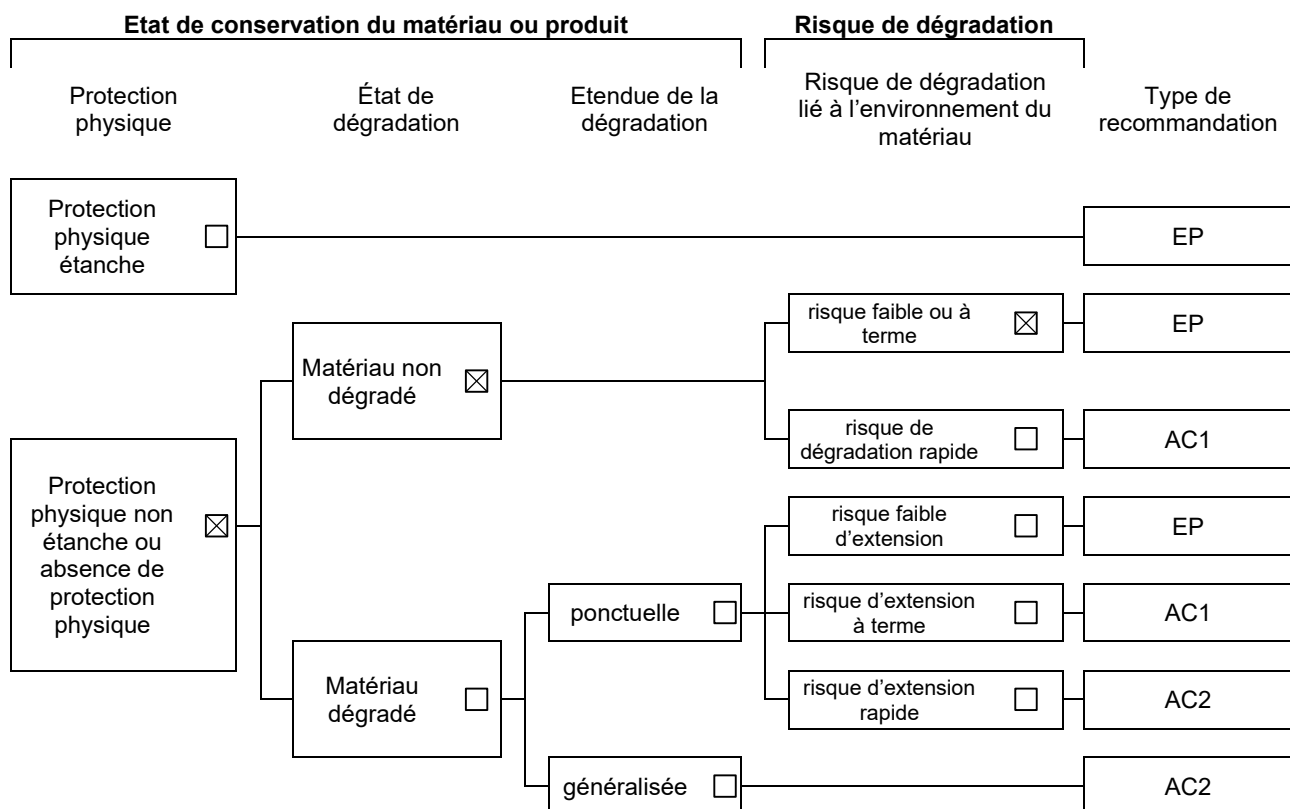 Etat de conservation du matériau ou produit
Risque de dégradation
Protection
physique
État de
dégradation
Etendue de la
dégradation
Risque de dégradation
lié à l'environnement du
matériau
Type de
recommandation
Protection
physique
étanche
EP
risque faible ou à
terme
EP
Matériau non
dégradé
risque de
dégradation rapide
AC1
Protection
physique non
étanche ou
absence de
protection
physique
risque faible
d'extension
EP
ponctuelle
risque d'extension
à terme
AC1
Matériau
dégradé
risque d'extension
rapide
AC2
généralisée
AC2